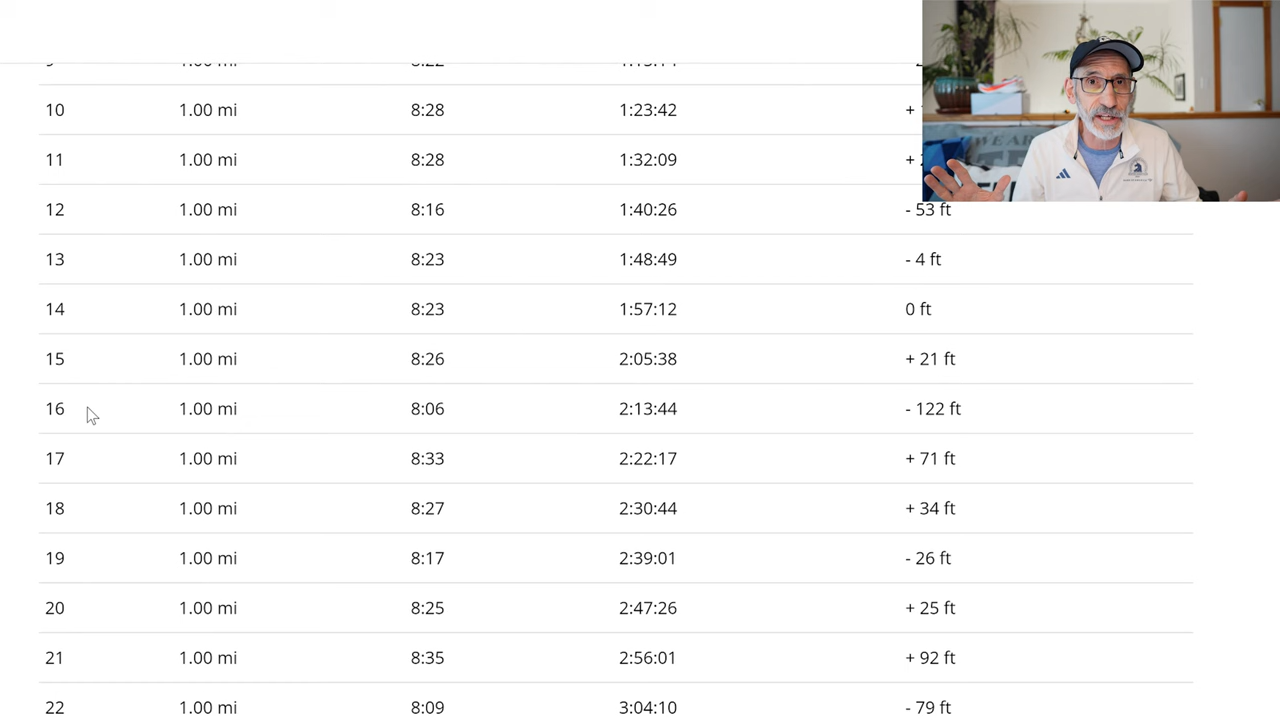 10 1.00 mi 8:28 1:23:42 +
11 1.00 mi 8:28 1:32:09 +
12 1.00 mi 8:16 1:40:26 - 53 ft
13 1.00 mi 8:23 1:48:49 - 4 ft
14 1.00 mi 8:23 1:57:12 0 ft
15 1.00 mi 8:26 2:05:38 + 21 ft
16 1.00 mi 8:06 2:13:44 - 122 ft
17 1.00 mi 8:33 2:22:17 + 71 ft
18 1.00 mi 8:27 2:30:44 + 34 ft
19 1.00 mi 8:17 2:39:01 - 26 ft
20 1.00 mi 8:25 2:47:26 + 25 ft
21 1.00 mi 8:35 2:56:01 + 92 ft
22 1.00 mi 8:09 3:04:10 - 79 ft